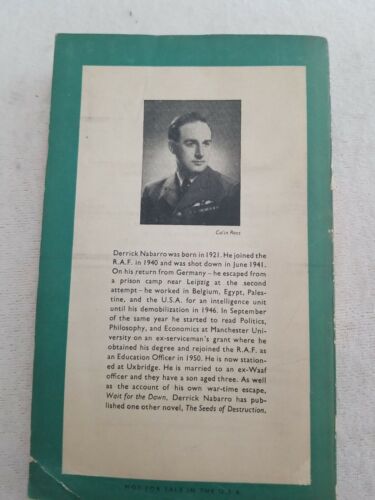 Colin Ross
Derrick Nabarro was born in 1921. He joined the
R.A.F. in 1940 and was shot down in June 1941.
On his return from Germany – he escaped from
a prison camp near Leipzig at the second
attempt – he worked in Belgium, Egypt, Pales-
tine, and the U.S.A. for an intelligence unit
until his demobilization in 1946. In September
of the same year he started to read Politics,
Philosophy, and Economics at Manchester Uni-
versity on an ex-serviceman's grant where he
obtained his degree and rejoined the R.A.F. as
an Education Officer in 1950. He is now station-
ed at Uxbridge. He is married to an ex-Waaf
officer and they have a son aged three. As well
as the account of his own war-time escape,
Wait for the Dawn, Derrick Nabarro has pub-
lished one other novel, The Seeds of Destruction.
NOT FOR SALE IN THE U.S.A.